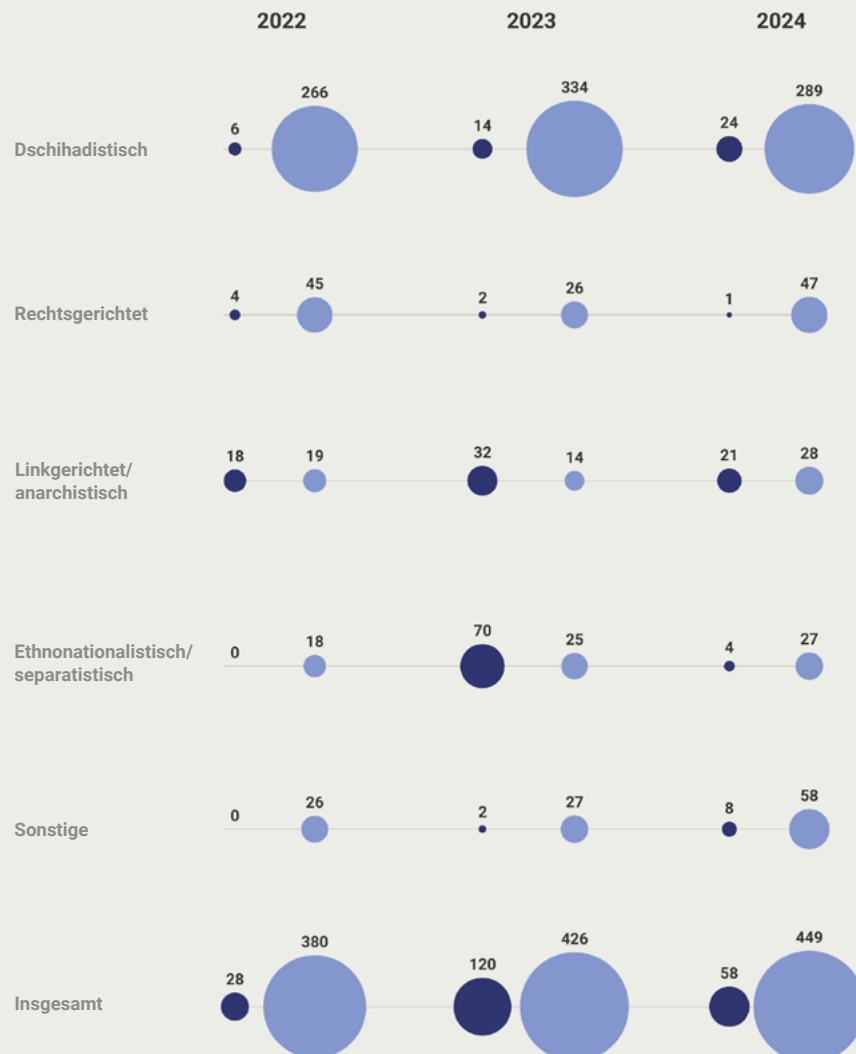 2022 2023 2024
Dschihadistisch 6 266 14 334 24 289
Rechtsgerichtet 4 45 2 26 1 47
Linkgerichtet/
anarchistisch 18 19 32 14 21 28
Ethnonationalistisch/
separatistisch 0 18 70 25 4 27
Sonstige 0 26 2 27 8 58
Insgesamt 28 380 120 426 58 449